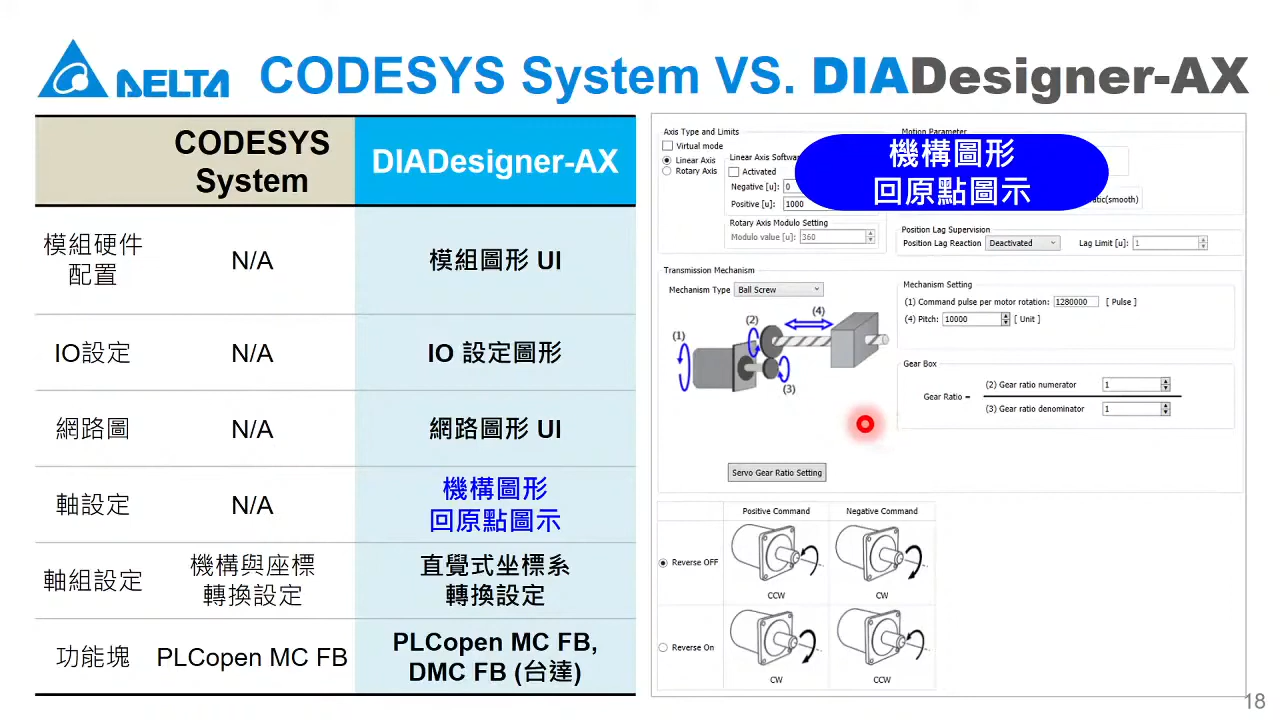 DELTA
CODESYS System VS. DIADesigner-AX
CODESYS
System
DIADesigner-AX
模組硬件
配置
N/A
模組圖形 UI
IO設定
N/A
IO 設定圖形
網路圖
N/A
網路圖形 UI
軸設定
N/A
機構圖形
回原點圖示
軸組設定
機構與座標
轉換設定
直覺式坐標系
轉換設定
功能塊
PLCopen MC FB
PLCopen MC FB,
DMC FB (台達)
Axis Type and Limits
Virtual mode
Linear Axis
Rotary Axis
Linear Axis Softwa
Activated
Negative [u]: 0
Positive [u]: 1000
Rotary Axis Modulo Setting
Modulo value [u]: 360
Motion Parameter
機構圖形
回原點圖示
atic(smooth)
Position Lag Supervision
Position Lag Reaction Deactivated Lag Limit [u]: 1
Transmission Mechanism
Mechanism Type Ball Screw
(1)
(2)
(3)
(4)
Mechanism Setting
(1) Command pulse per motor rotation: 1280000 [ Pulse ]
(4) Pitch: 10000 [ Unit ]
Gear Box
Gear Ratio =
(2) Gear ratio numerator 1
(3) Gear ratio denominator 1
Servo Gear Ratio Setting
Positive Command Negative Command
Reverse OFF
CCW CW
Reverse On
CW CCW
18